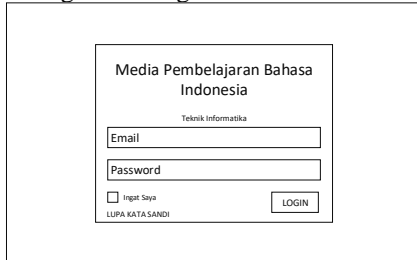 Media Pembelajaran Bahasa
Indonesia
Teknik Informatika
Email
Password
Ingat Saya
LOGIN
LUPA KATA SANDI